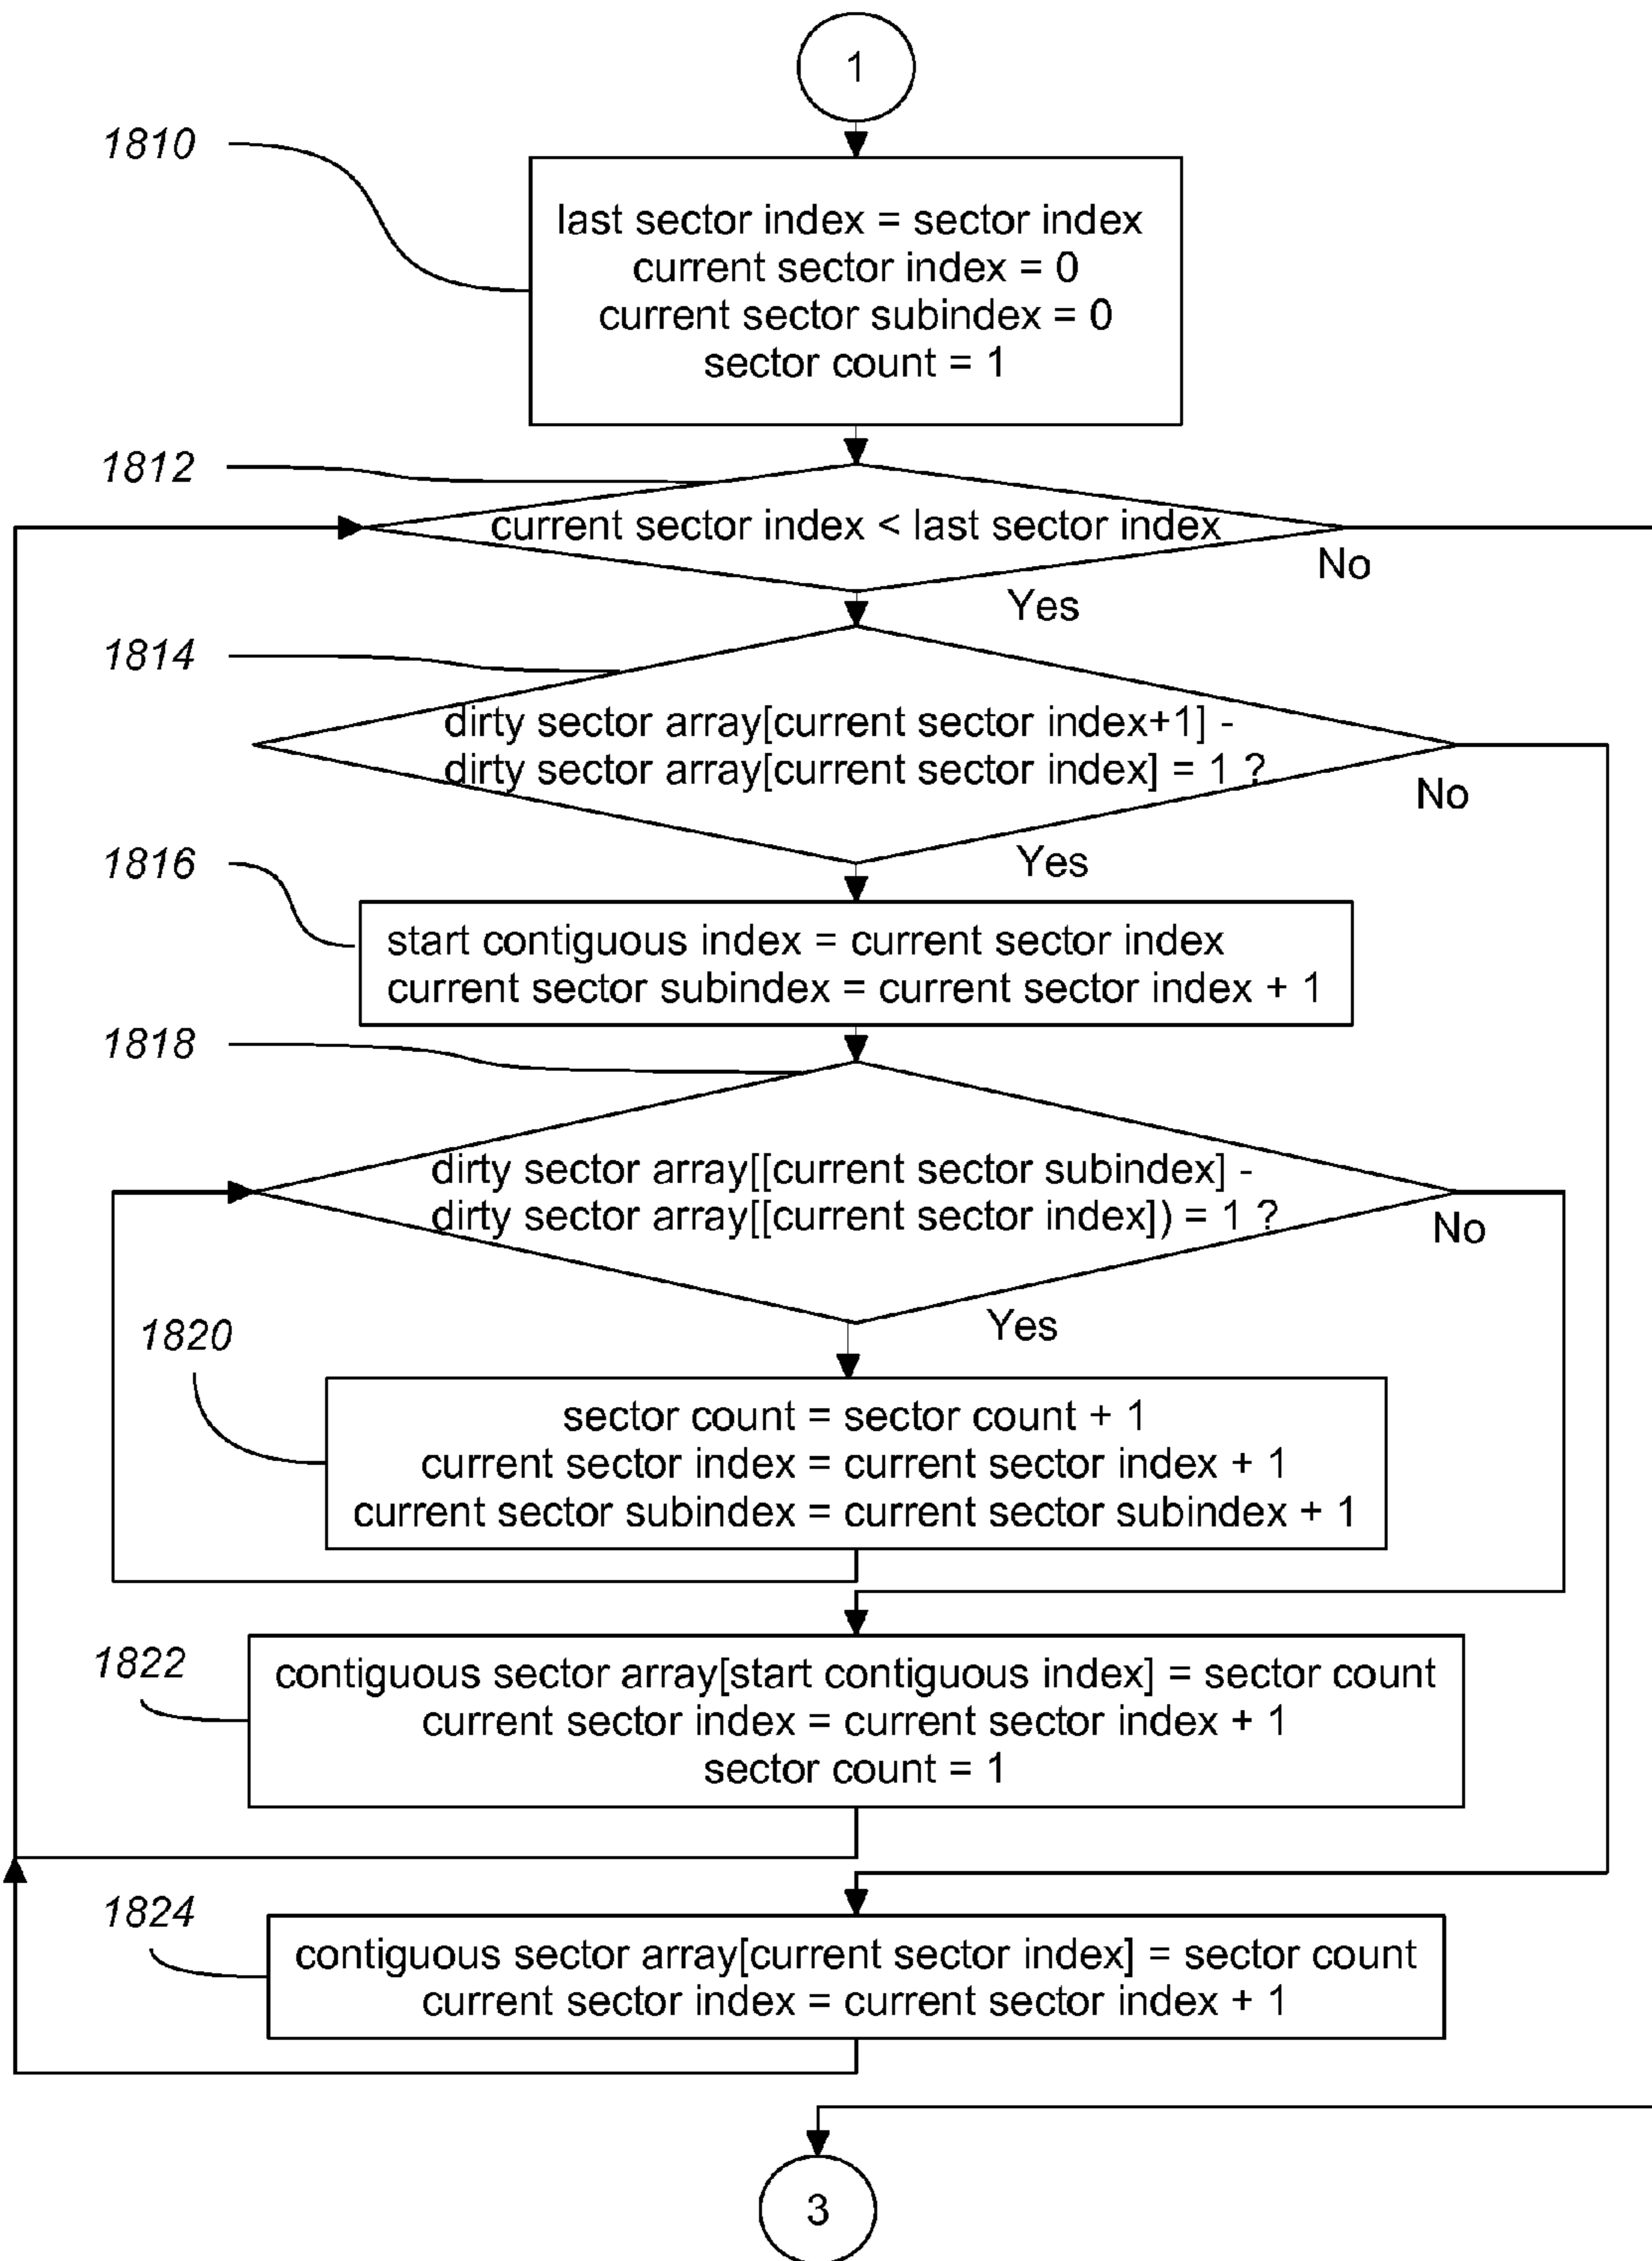 1
1810
last sector index = sector index
current sector index = 0
current sector subindex = 0
sector count = 1
1812
current sector index < last sector index
No
Yes
1814
dirty sector array[current sector index+1] -
dirty sector array[current sector index] = 1 ?
No
Yes
1816
start contiguous index = current sector index
current sector subindex = current sector index + 1
1818
dirty sector array[[current sector subindex] -
dirty sector array[[current sector index]) = 1 ?
No
Yes
1820
sector count = sector count + 1
current sector index = current sector index + 1
current sector subindex = current sector subindex + 1
1822
contiguous sector array[start contiguous index] = sector count
current sector index = current sector index + 1
sector count = 1
1824
contiguous sector array[current sector index] = sector count
current sector index = current sector index + 1
3